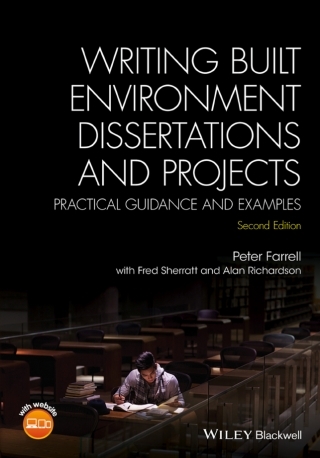 WRITING BUILT
ENVIRONMENT
DISSERTATIONS
AND PROJECTS
PRACTICAL GUIDANCE AND EXAMPLES
Second Edition
Peter Farrell
with Fred Sherratt and Alan Richardson
with website
WILEY Blackwell